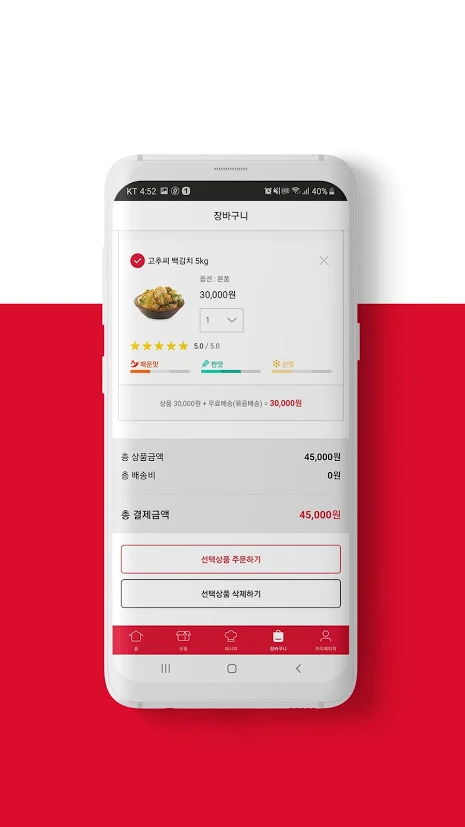 KT 4:52
40%
장바구니
고추씨 백김치 5kg
옵션 : 본품
30,000원
1
5.0 / 5.0
매운맛 짠맛 신맛
상품 30,000원 + 무료배송(묶음배송) = 30,000원
총 상품금액 45,000원
총 배송비 0원
총 결제금액 45,000원
선택상품 주문하기
선택상품 삭제하기
홈 상품 레시피 장바구니 마이페이지